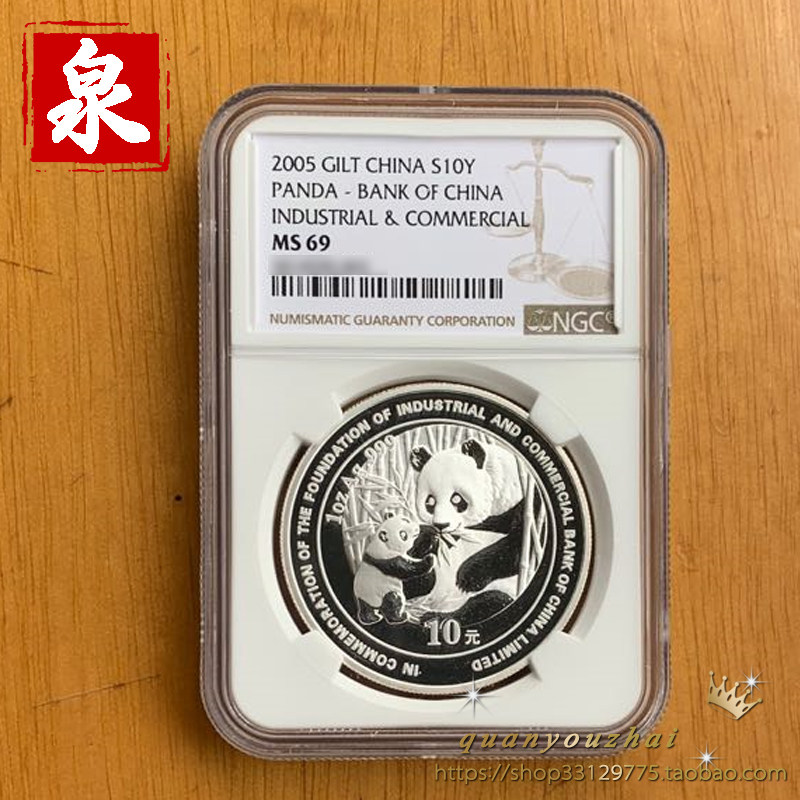 泉
2005 GILT CHINA S10Y
PANDA - BANK OF CHINA
INDUSTRIAL & COMMERCIAL
MS 69
NUMISMATIC GUARANTY CORPORATION
NGC®
IN COMMEMORATION OF THE FOUNDATION OF INDUSTRIAL AND COMMERCIAL BANK OF CHINA LIMITED
1oz Ag .999
10元
quanyouzhai
https://shop33129775.taobao.com